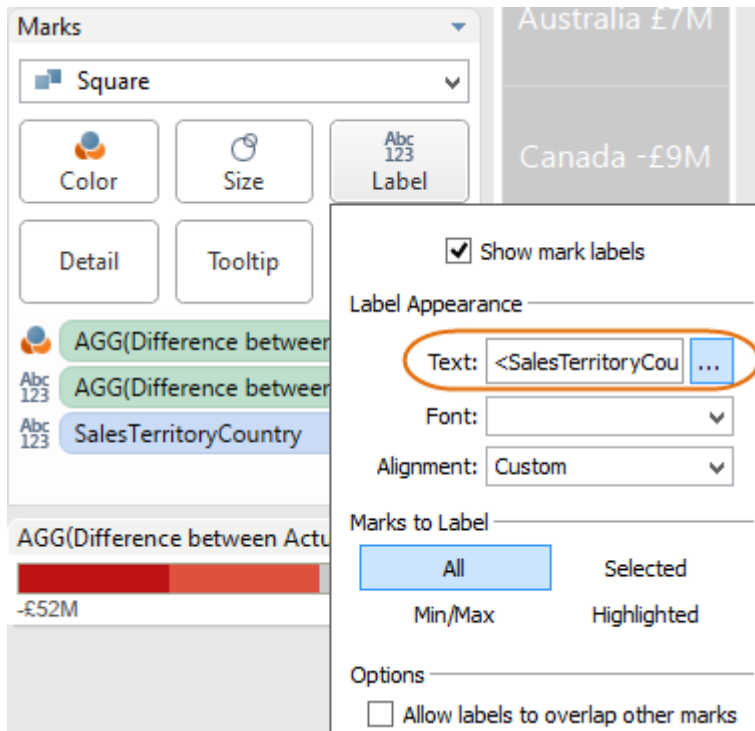 Marks
Square
Color
Size
Abc
123
Label
Detail
Tooltip
AGG(Difference between
Abc
123
AGG(Difference between
Abc
123
SalesTerritoryCountry
AGG(Difference between Actu
-£52M
Australia £7M
Canada -£9M
Show mark labels
Label Appearance
Text: <SalesTerritoryCou ...
Font:
Alignment: Custom
Marks to Label
All Selected
Min/Max Highlighted
Options
Allow labels to overlap other marks